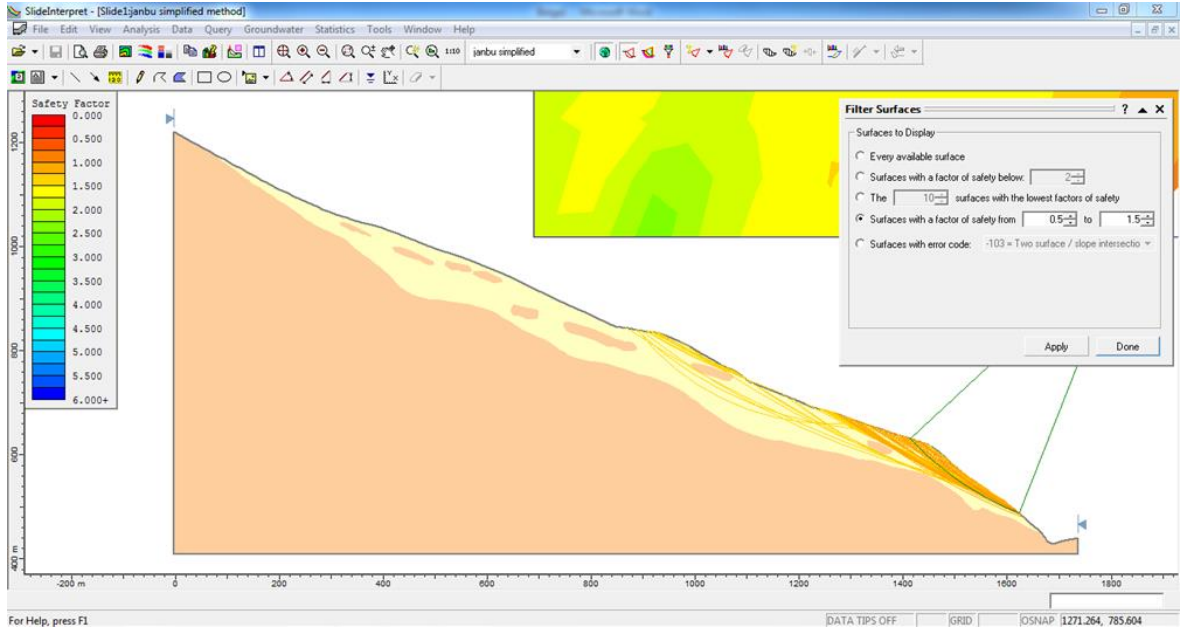 SlideInterpret - [Slide1:janbu simplified method]
File Edit View Analysis Data Query Groundwater Statistics Tools Window Help
1:10 janbu simplified
Safety Factor
0.000
0.500
1.000
1.500
2.000
2.500
3.000
3.500
4.000
4.500
5.000
5.500
6.000+
Filter Surfaces ? X
Surfaces to Display
Every available surface
Surfaces with a factor of safety below: 2
The 10 surfaces with the lowest factors of safety
Surfaces with a factor of safety from 0.5 to 1.5
Surfaces with error code: -103 = Two surface / slope intersectio
Apply Done
1200
1000
800
600
400 m
-200 m 0 200 400 600 800 1000 1200 1400 1600 1800
For Help, press F1 DATA TIPS OFF GRID OSNAP 1271.264, 785.604